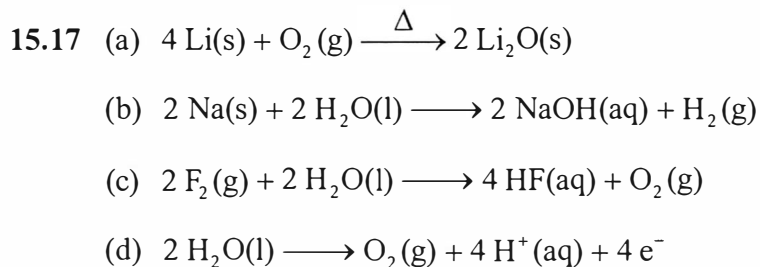 15.17 (a) 4 Li(s) + O₂(g) —Δ→ 2 Li₂O(s)
(b) 2 Na(s) + 2 H₂O(l) ⟶ 2 NaOH(aq) + H₂(g)
(c) 2 F₂(g) + 2 H₂O(l) ⟶ 4 HF(aq) + O₂(g)
(d) 2 H₂O(l) ⟶ O₂(g) + 4 H⁺(aq) + 4 e⁻